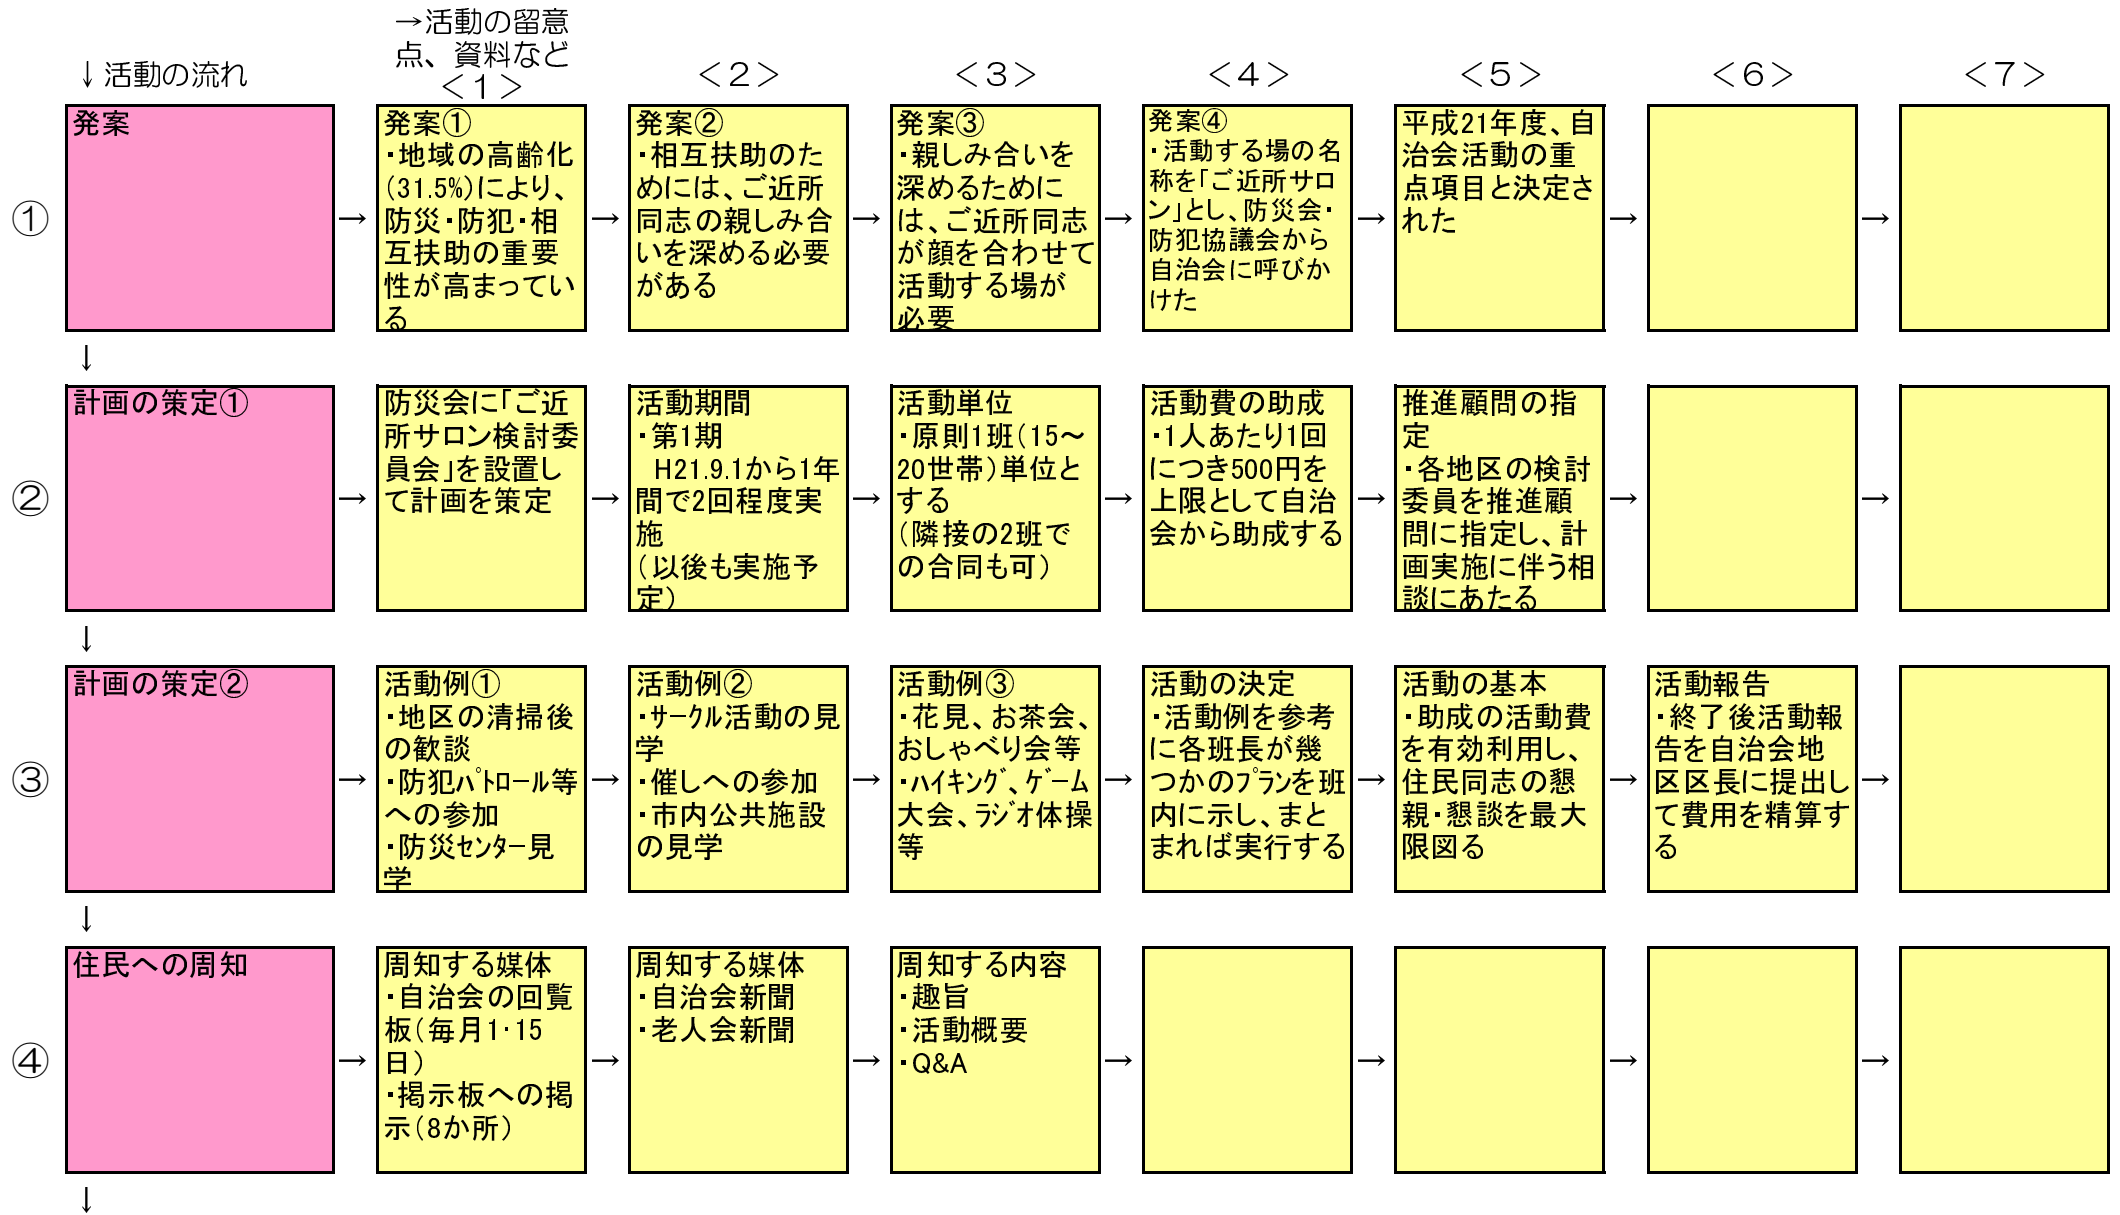 →活動の留意
点、資料など
↓活動の流れ
＜１＞
＜２＞
＜３＞
＜４＞
＜５＞
＜６＞
＜７＞
①
発案
→
発案①
・地域の高齢化
(31.5%)により、
防災・防犯・相
互扶助の重要
性が高まってい
る
→
発案②
・相互扶助のた
めには、ご近所
同志の親しみ合
いを深める必要
がある
→
発案③
・親しみ合いを
深めるために
は、ご近所同志
が顔を合わせて
活動する場が
必要
→
発案④
・活動する場の名
称を「ご近所サロ
ン」とし、防災会・
防犯協議会から
自治会に呼びか
けた
→
平成21年度、自
治会活動の重
点項目と決定さ
れた
→
→
↓
②
計画の策定①
→
防災会に「ご近
所サロン検討委
員会」を設置し
て計画を策定
→
活動期間
・第1期
H21.9.1から1年
間で2回程度実
施
（以後も実施予
定）
→
活動単位
・原則1班（15～
20世帯）単位と
する
（隣接の2班で
の合同も可）
→
活動費の助成
・1人あたり1回
につき500円を
上限として自治
会から助成する
→
推進顧問の指
定
・各地区の検討
委員を推進顧
問に指定し、計
画実施に伴う相
談にあたる
→
→
↓
③
計画の策定②
→
活動例①
・地区の清掃後
の歓談
・防犯ﾊﾟﾄﾛｰﾙ等
への参加
・防災ｾﾝﾀｰ見
学
→
活動例②
・ｻｰｸﾙ活動の見
学
・催しへの参加
・市内公共施設
の見学
→
活動例③
・花見、お茶会、
おしゃべり会等
・ﾊｲｷﾝｸﾞ、ｹﾞｰﾑ
大会、ﾗｼﾞｵ体操
等
→
活動の決定
・活動例を参考
に各班長が幾
つかのﾌﾟﾗﾝを班
内に示し、まと
まれば実行する
→
活動の基本
・助成の活動費
を有効利用し、
住民同志の懇
親・懇談を最大
限図る
→
活動報告
・終了後活動報
告を自治会地
区区長に提出し
て費用を精算す
る
→
↓
④
住民への周知
→
周知する媒体
・自治会の回覧
板（毎月1･15
日）
・掲示板への掲
示（8か所）
→
周知する媒体
・自治会新聞
・老人会新聞
→
周知する内容
・趣旨
・活動概要
・Q&A
→
→
→
→
↓